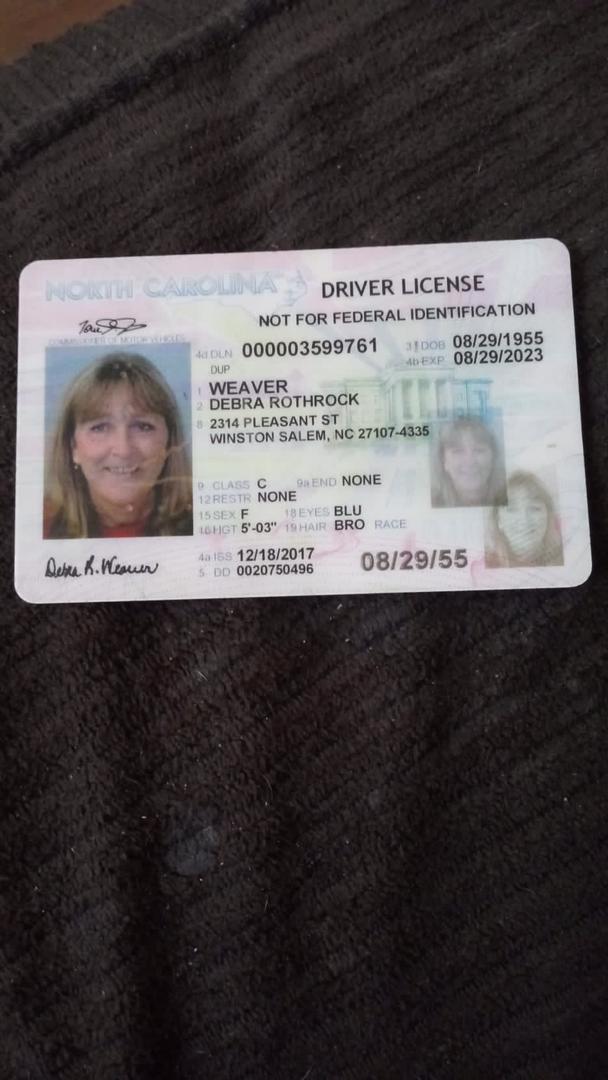 NORTH CAROLINA
DRIVER LICENSE
NOT FOR FEDERAL IDENTIFICATION
COMMISSIONER OF MOTOR VEHICLES
4d DLN 000003599761
3 DOB 08/29/1955
DUP
4b EXP 08/29/2023
1 WEAVER
2 DEBRA ROTHROCK
8 2314 PLEASANT ST
WINSTON SALEM, NC 27107-4335
9 CLASS C 9a END NONE
12 RESTR NONE
15 SEX F 18 EYES BLU
16 HGT 5'-03" 19 HAIR BRO RACE
4a ISS 12/18/2017
5 DD 0020750496
08/29/55
Debra R. Weaver